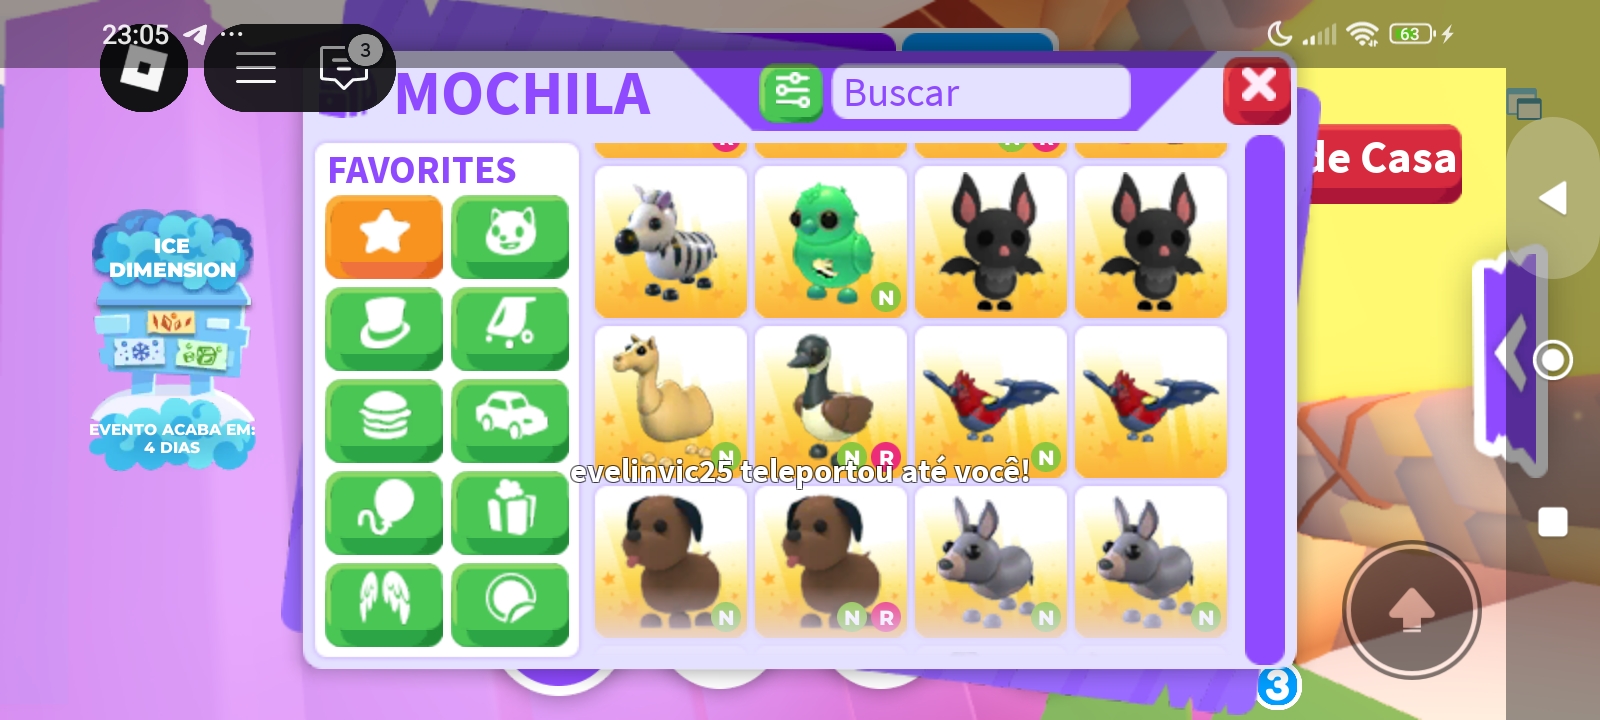 23:05
...
3
63
MOCHILA
Buscar
de Casa
FAVORITES
ICE
DIMENSION
EVENTO ACABA EM:
4 DIAS
N
N
N R
N
evelinvic25 teleportou até você!
N
N R
N
N
3